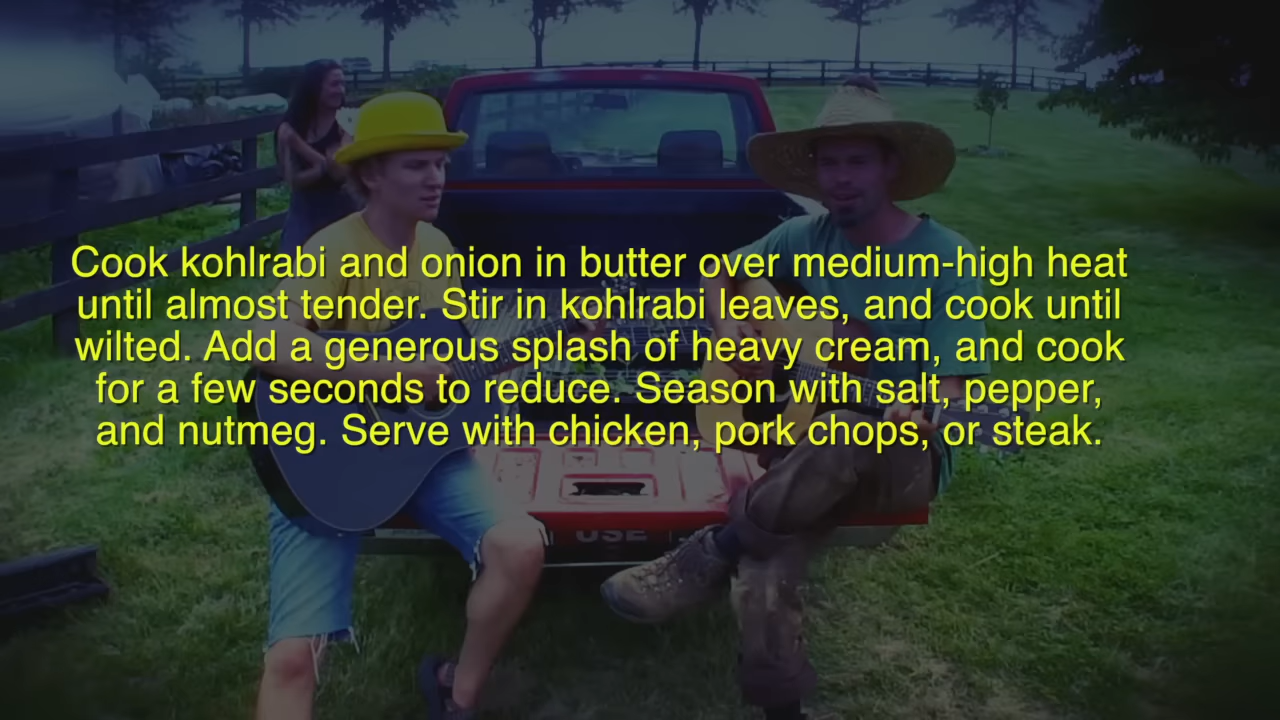 Cook kohlrabi and onion in butter over medium-high heat
until almost tender. Stir in kohlrabi leaves, and cook until
wilted. Add a generous splash of heavy cream, and cook
for a few seconds to reduce. Season with salt, pepper,
and nutmeg. Serve with chicken, pork chops, or steak.
USE